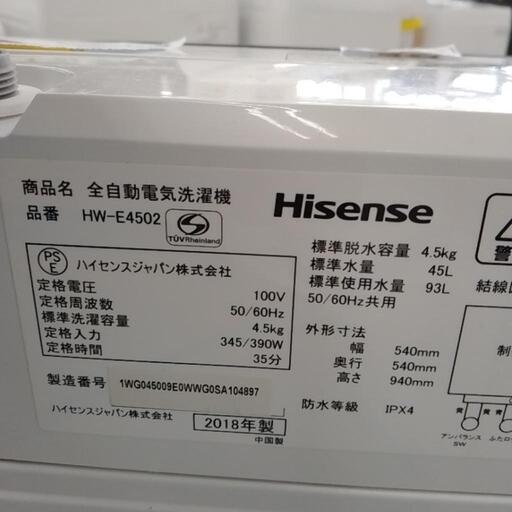 商品名 全自動電気洗濯機
品番 HW-E4502
TÜVRheinland
Hisense
PS
E
ハイセンスジャパン株式会社
定格電圧 100V
定格周波数 50/60Hz
標準洗濯容量 4.5kg
定格入力 345/390W
定格時間 35分
製造番号 1WG045009E0WWG0SA104897
ハイセンスジャパン株式会社
2018年製
中国製
標準脱水容量 4.5kg
標準水量 45L
標準使用水量 93L
50/60Hz共用
外形寸法
幅 540mm
奥行 540mm
高さ 940mm
防水等級 IPX4
警
結線
制
黄 黄 青
アンバランス
SW
ふたロ